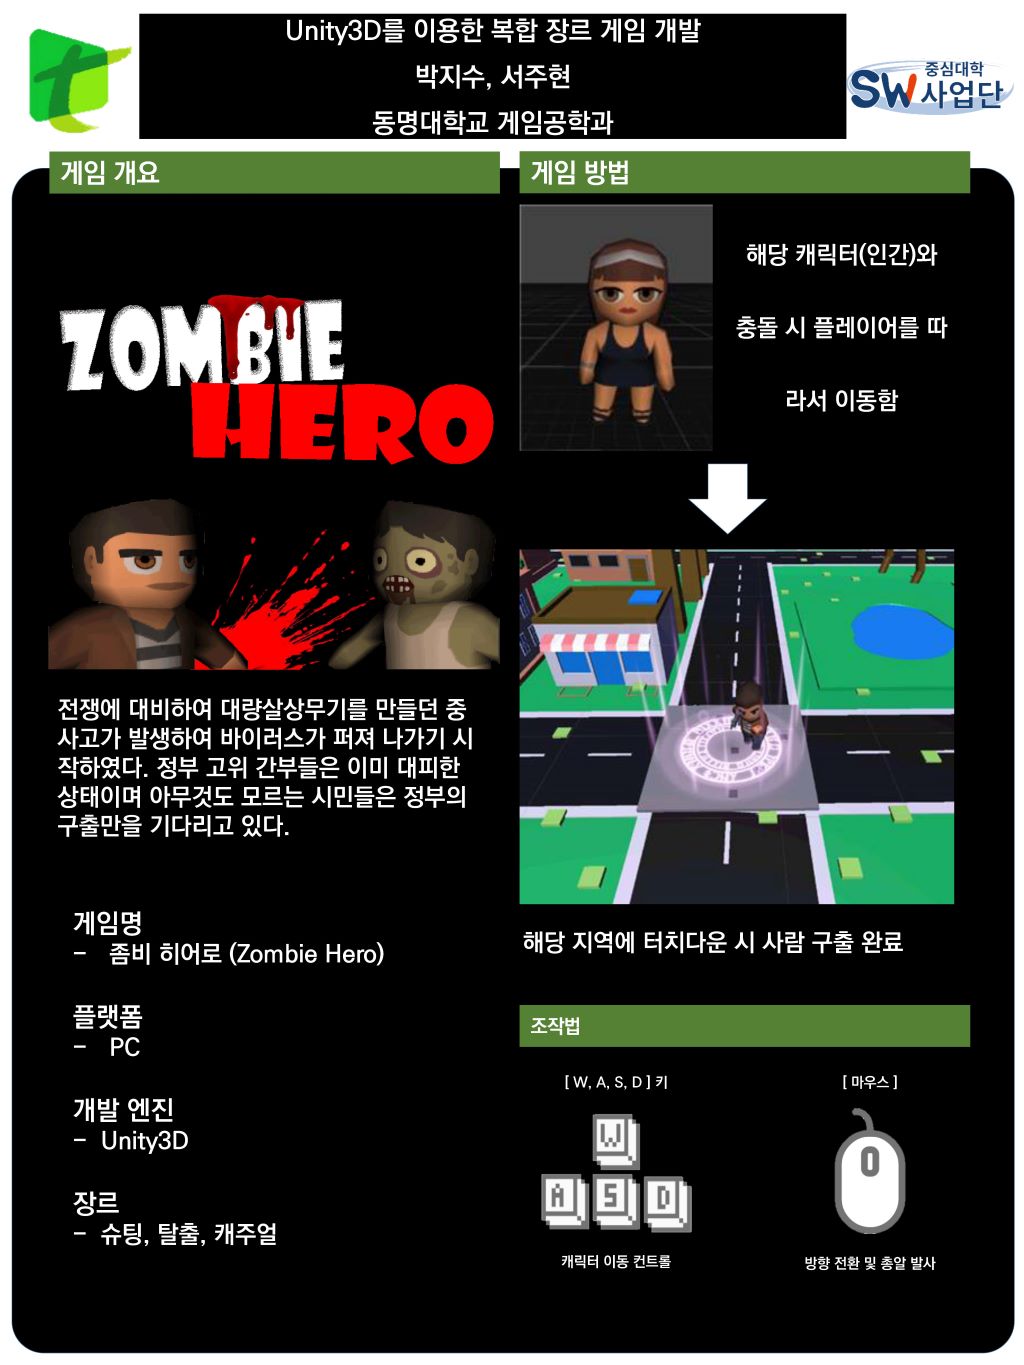 Unity3D를 이용한 복합 장르 게임 개발
박지수, 서주현
동명대학교 게임공학과
중심대학
SW사업단
게임 개요
ZOMBIE
HERO
전쟁에 대비하여 대량살상무기를 만들던 중
사고가 발생하여 바이러스가 퍼져 나가기 시
작하였다. 정부 고위 간부들은 이미 대피한
상태이며 아무것도 모르는 시민들은 정부의
구출만을 기다리고 있다.
게임명
- 좀비 히어로 (Zombie Hero)
플랫폼
- PC
개발 엔진
- Unity3D
장르
- 슈팅, 탈출, 캐주얼
게임 방법
해당 캐릭터(인간)와
충돌 시 플레이어를 따
라서 이동함
해당 지역에 터치다운 시 사람 구출 완료
조작법
[ W, A, S, D ] 키
W
A S D
캐릭터 이동 컨트롤
[ 마우스 ]
방향 전환 및 총알 발사